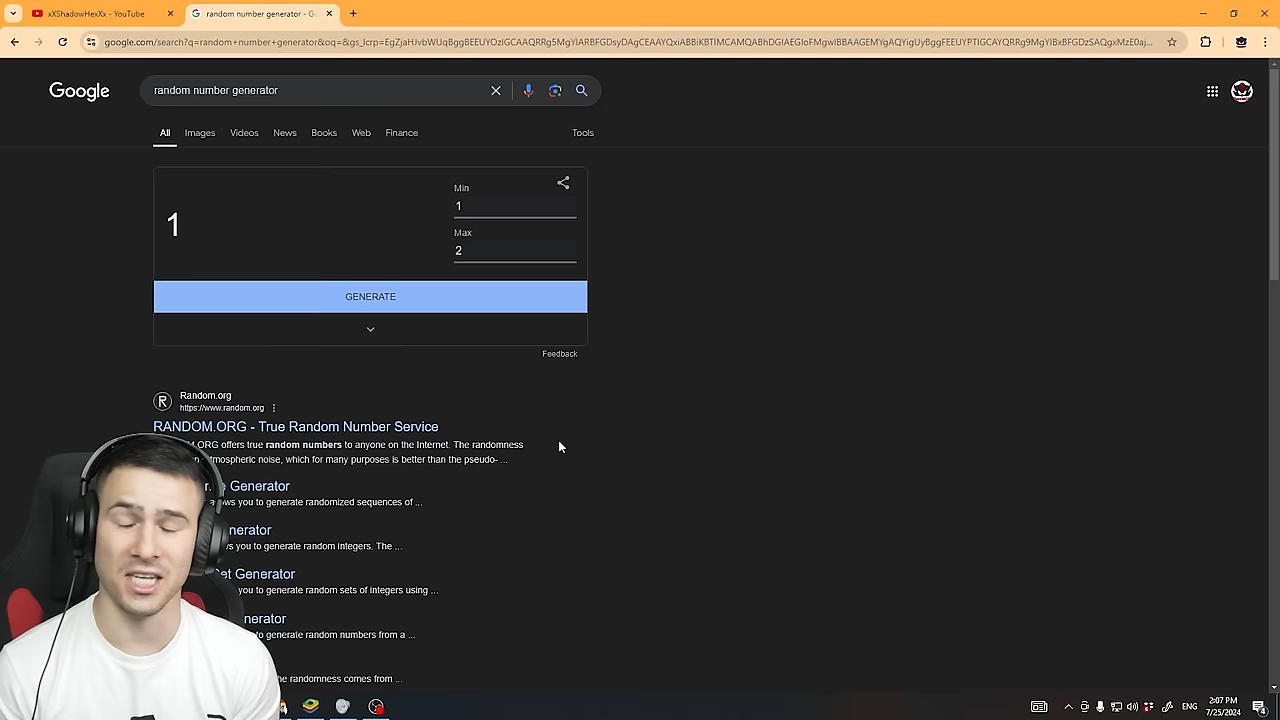 xXShadowHexXx - YouTube
random number generator - Go
google.com/search?q=random+number+generator&oq=&gs_lcrp=EgZjaHJvbWUqBggBEEUYOzIGCAAQRRg5MgYIARBFGDsyDAgCEAAYQxiABBiKBTIMCAMQABhDGIAEGIoFMgwIBBAAGEMYgAQYigUyBggFEEUYPTIGCAYQRRg9MgYIBxBFGDzSAQgxMzE0aj...
Google
random number generator
All
Images
Videos
News
Books
Web
Finance
Tools
Min
1
1
Max
2
GENERATE
Feedback
R
Random.org
https://www.random.org
RANDOM.ORG - True Random Number Service
ORG offers true random numbers to anyone on the Internet. The randomness
tmospheric noise, which for many purposes is better than the pseudo- ...
Generator
ws you to generate randomized sequences of ...
nerator
s you to generate random integers. The ...
Set Generator
you to generate random sets of integers using ...
nerator
to generate random numbers from a ...
he randomness comes from ...
ENG
2:07 PM
7/25/2024